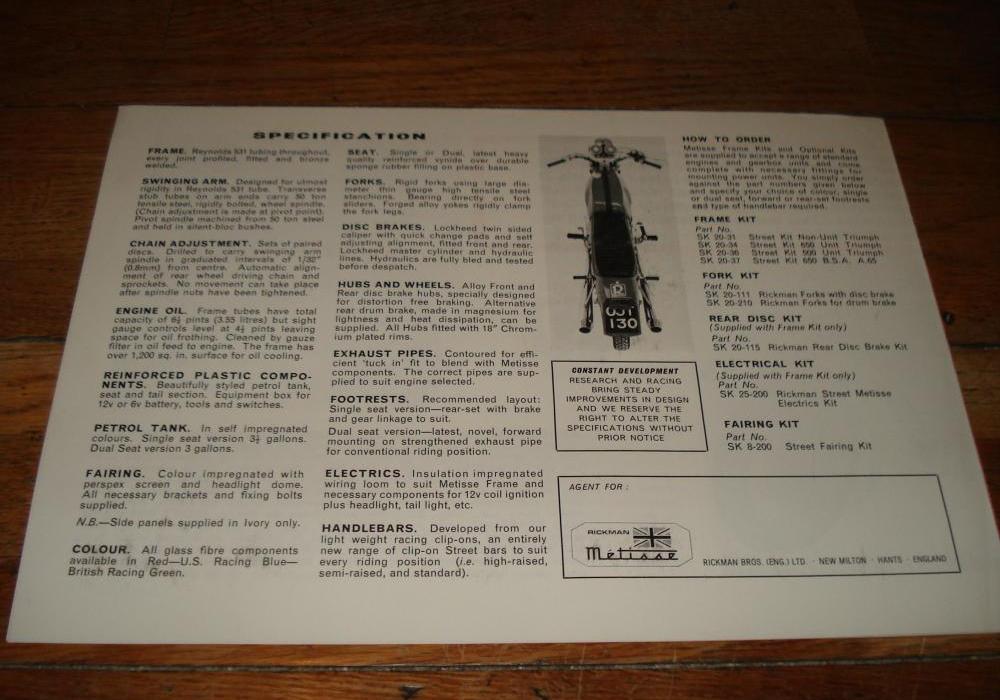 SPECIFICATION
FRAME. Reynolds 531 tubing throughout,
every joint profiled, fitted and bronze
welded.
SWINGING ARM. Designed for utmost
rigidity in Reynolds 531 tube. Transverse
stub tubes on arm ends carry 50 ton
tensile steel, rigidly bolted, wheel spindle.
(Chain adjustment is made at pivot point).
Pivot spindle machined from 50 ton steel
and held in silent-bloc bushes.
CHAIN ADJUSTMENT. Sets of paired
discs. Drilled to carry swinging arm
spindle in graduated intervals of 1/32"
(0.8mm) from centre. Automatic align-
ment of rear wheel driving chain and
sprockets. No movement can take place
after spindle nuts have been tightened.
ENGINE OIL. Frame tubes have total
capacity of 6¼ pints (3.55 litres) but sight
gauge controls level at 4½ pints leaving
space for oil frothing. Cleaned by gauze
filter in oil feed to engine. The frame has
over 1,200 sq. in. surface for oil cooling.
REINFORCED PLASTIC COMPO-
NENTS. Beautifully styled petrol tank,
seat and tail section. Equipment box for
12v or 6v battery, tools and switches.
PETROL TANK. In self impregnated
colours. Single seat version 3½ gallons.
Dual Seat version 3 gallons.
FAIRING. Colour impregnated with
perspex screen and headlight dome.
All necessary brackets and fixing bolts
supplied.
N.B.—Side panels supplied in Ivory only.
COLOUR. All glass fibre components
available in Red—U.S. Racing Blue—
British Racing Green.
SEAT. Single or Dual, latest heavy
quality reinforced vynide over durable
sponge rubber filling on plastic base.
FORKS. Rigid forks using large dia-
meter thin gauge high tensile steel
stanchions. Bearing directly on fork
sliders. Forged alloy yokes rigidly clamp
the fork legs.
DISC BRAKES. Lockheed twin sided
caliper with quick change pads and self
adjusting alignment, fitted front and rear.
Lockheed master cylinder and hydraulic
lines. Hydraulics are fully bled and tested
before despatch.
HUBS AND WHEELS. Alloy Front and
Rear disc brake hubs, specially designed
for distortion free braking. Alternative
rear drum brake, made in magnesium for
lightness and heat dissipation, can be
supplied. All Hubs fitted with 18" Chrom-
ium plated rims.
EXHAUST PIPES. Contoured for effi-
cient 'tuck in' fit to blend with Metisse
components. The correct pipes are sup-
plied to suit engine selected.
FOOTRESTS. Recommended layout:
Single seat version—rear-set with brake
and gear linkage to suit.
Dual seat version—latest, novel, forward
mounting on strengthened exhaust pipe
for conventional riding position.
ELECTRICS. Insulation impregnated
wiring loom to suit Metisse Frame and
necessary components for 12v coil ignition
plus headlight, tail light, etc.
HANDLEBARS. Developed from our
light weight racing clip-ons, an entirely
new range of clip-on Street bars to suit
every riding position (i.e. high-raised,
semi-raised, and standard).
OJT
130
CONSTANT DEVELOPMENT
RESEARCH AND RACING
BRING STEADY
IMPROVEMENTS IN DESIGN
AND WE RESERVE THE
RIGHT TO ALTER THE
SPECIFICATIONS WITHOUT
PRIOR NOTICE
HOW TO ORDER
Metisse Frame Kits and Optional Kits
are supplied to accept a range of standard
engines and gearbox units and come
complete with necessary fittings for
mounting power units. You simply order
against the part numbers given below
and specify your choice of colour, single
or dual seat, forward or rear-set footrests
and type of handlebar required.
FRAME KIT
Part No.
SK 20-31 Street Kit Non-Unit Triumph
SK 20-34 Street Kit 650 Unit Triumph
SK 20-36 Street Kit 500 Unit Triumph
SK 20-37 Street Kit 650 B.S.A. A.65
FORK KIT
Part No.
SK 20-111 Rickman Forks with disc brake
SK 20-210 Rickman Forks for drum brake
REAR DISC KIT
(Supplied with Frame Kit only)
Part No.
SK 20-115 Rickman Rear Disc Brake Kit
ELECTRICAL KIT
(Supplied with Frame Kit only)
Part No.
SK 25-200 Rickman Street Metisse
Electrics Kit
FAIRING KIT
Part No.
SK 8-200 Street Fairing Kit
AGENT FOR :
RICKMAN
Métisse
RICKMAN BROS. (ENG.) LTD. · NEW MILTON · HANTS · ENGLAND